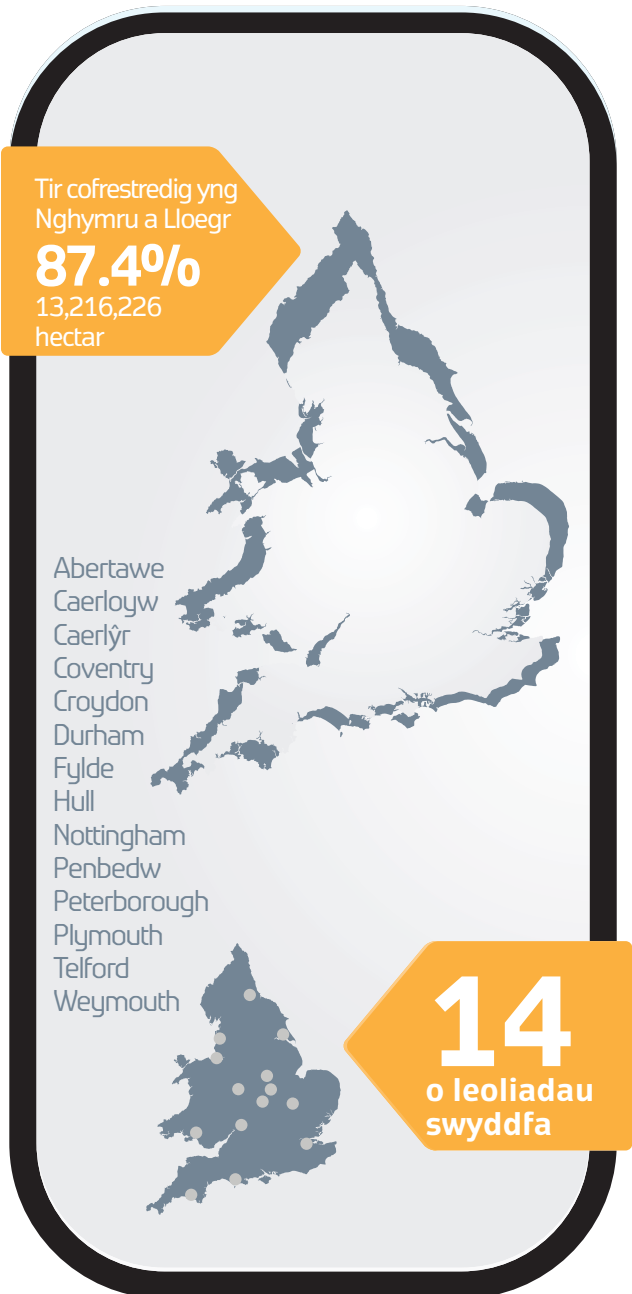 Tir cofrestredig yng
Nghymru a Lloegr
87.4%
13,216,226
hectar
Abertawe
Caerloyw
Caerlŷr
Coventry
Croydon
Durham
Fylde
Hull
Nottingham
Penbedw
Peterborough
Plymouth
Telford
Weymouth
14
o leoliadau
swyddfa